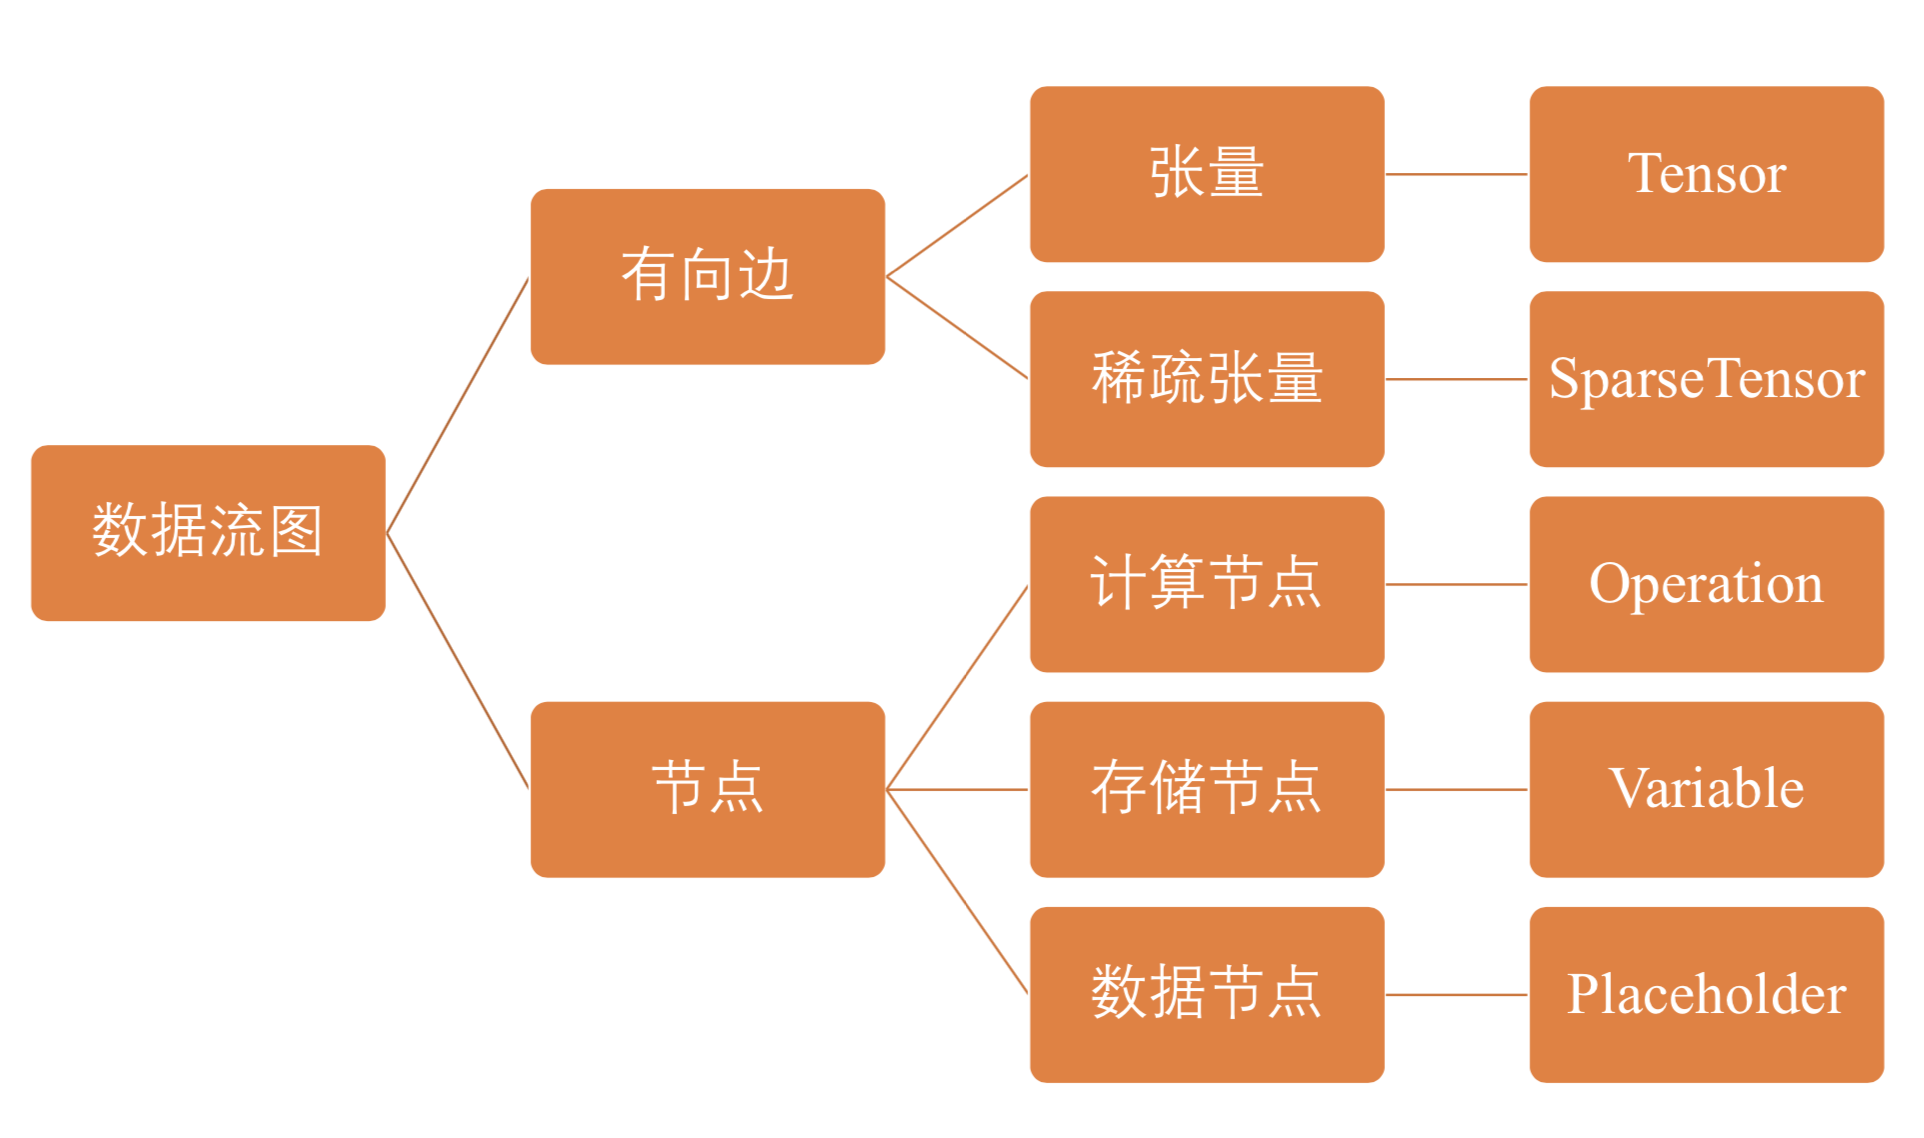 数据流图
有向边
张量
Tensor
稀疏张量
SparseTensor
节点
计算节点
Operation
存储节点
Variable
数据节点
Placeholder